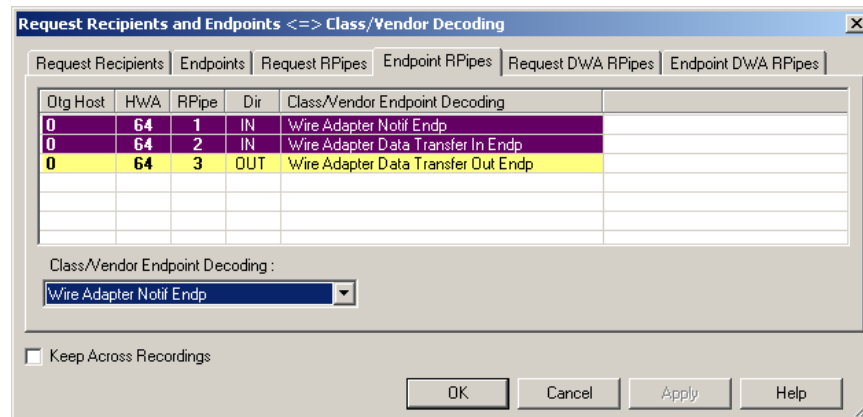 Request Recipients and Endpoints <=> Class/Vendor Decoding
Request Recipients Endpoints Request RPipes Endpoint RPipes Request DWA RPipes Endpoint DWA RPipes
Otg Host HWA RPipe Dir Class/Vendor Endpoint Decoding
0 64 1 IN Wire Adapter Notif Endp
0 64 2 IN Wire Adapter Data Transfer In Endp
0 64 3 OUT Wire Adapter Data Transfer Out Endp
Class/Vendor Endpoint Decoding :
Wire Adapter Notif Endp
Keep Across Recordings
OK Cancel Apply Help